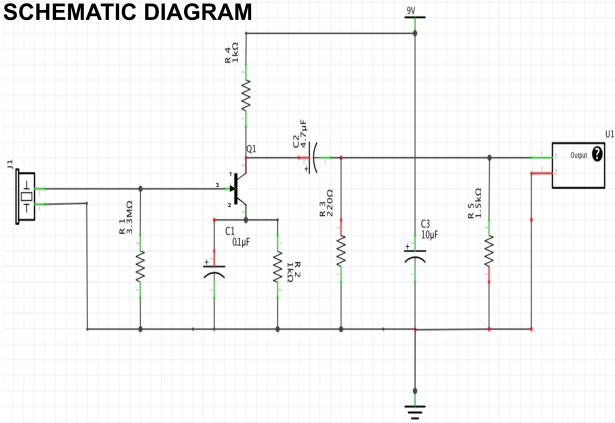 SCHEMATIC DIAGRAM
9V
R 4
1kΩ
Q1
C2
4.7µF
U1
Output ?
J1
1
3
2
+
R 1
3.3MΩ
C1
0.1µF
+
R 2
1kΩ
R 3
220Ω
C3
10µF
+
R 5
1.5kΩ